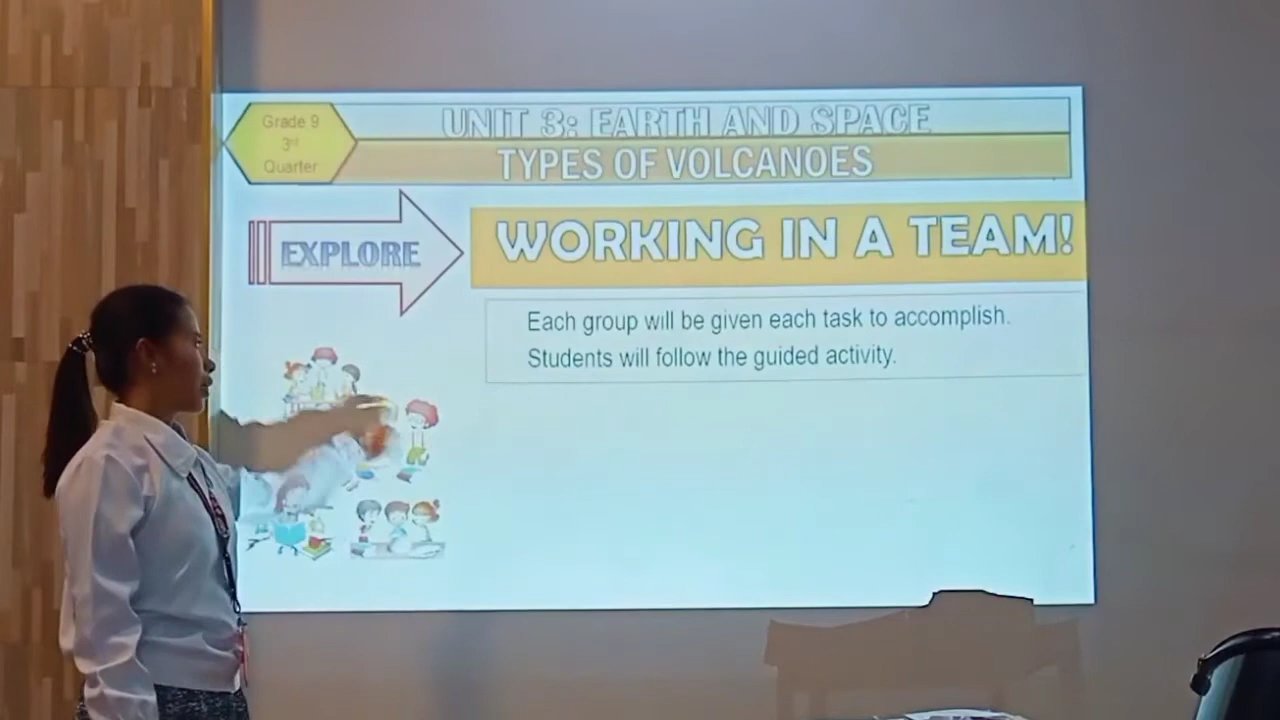 Grade 9
3rd
Quarter
UNIT 3: EARTH AND SPACE
TYPES OF VOLCANOES
EXPLORE
WORKING IN A TEAM!
Each group will be given each task to accomplish.
Students will follow the guided activity.